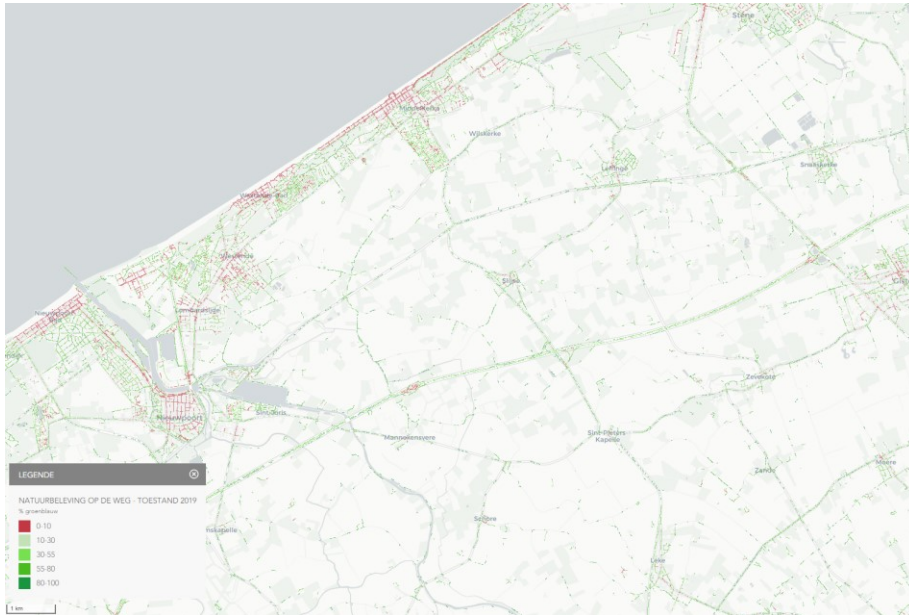 Stene
Middelkerke
Wilskerke
Leffinge
Snaaskerke
Westende
Slijpe
Lombardsijde
Nieuwpoort
Zevekote
Sint-Joris
Mannekensvere
Sint-Pieters
Kapelle
Zande
Moere
Schore
Leke
LEGENDE
NATUURBELEVING OP DE WEG - TOESTAND 2019
% groenblauw
0-10
10-30
30-55
55-80
80-100
1 km